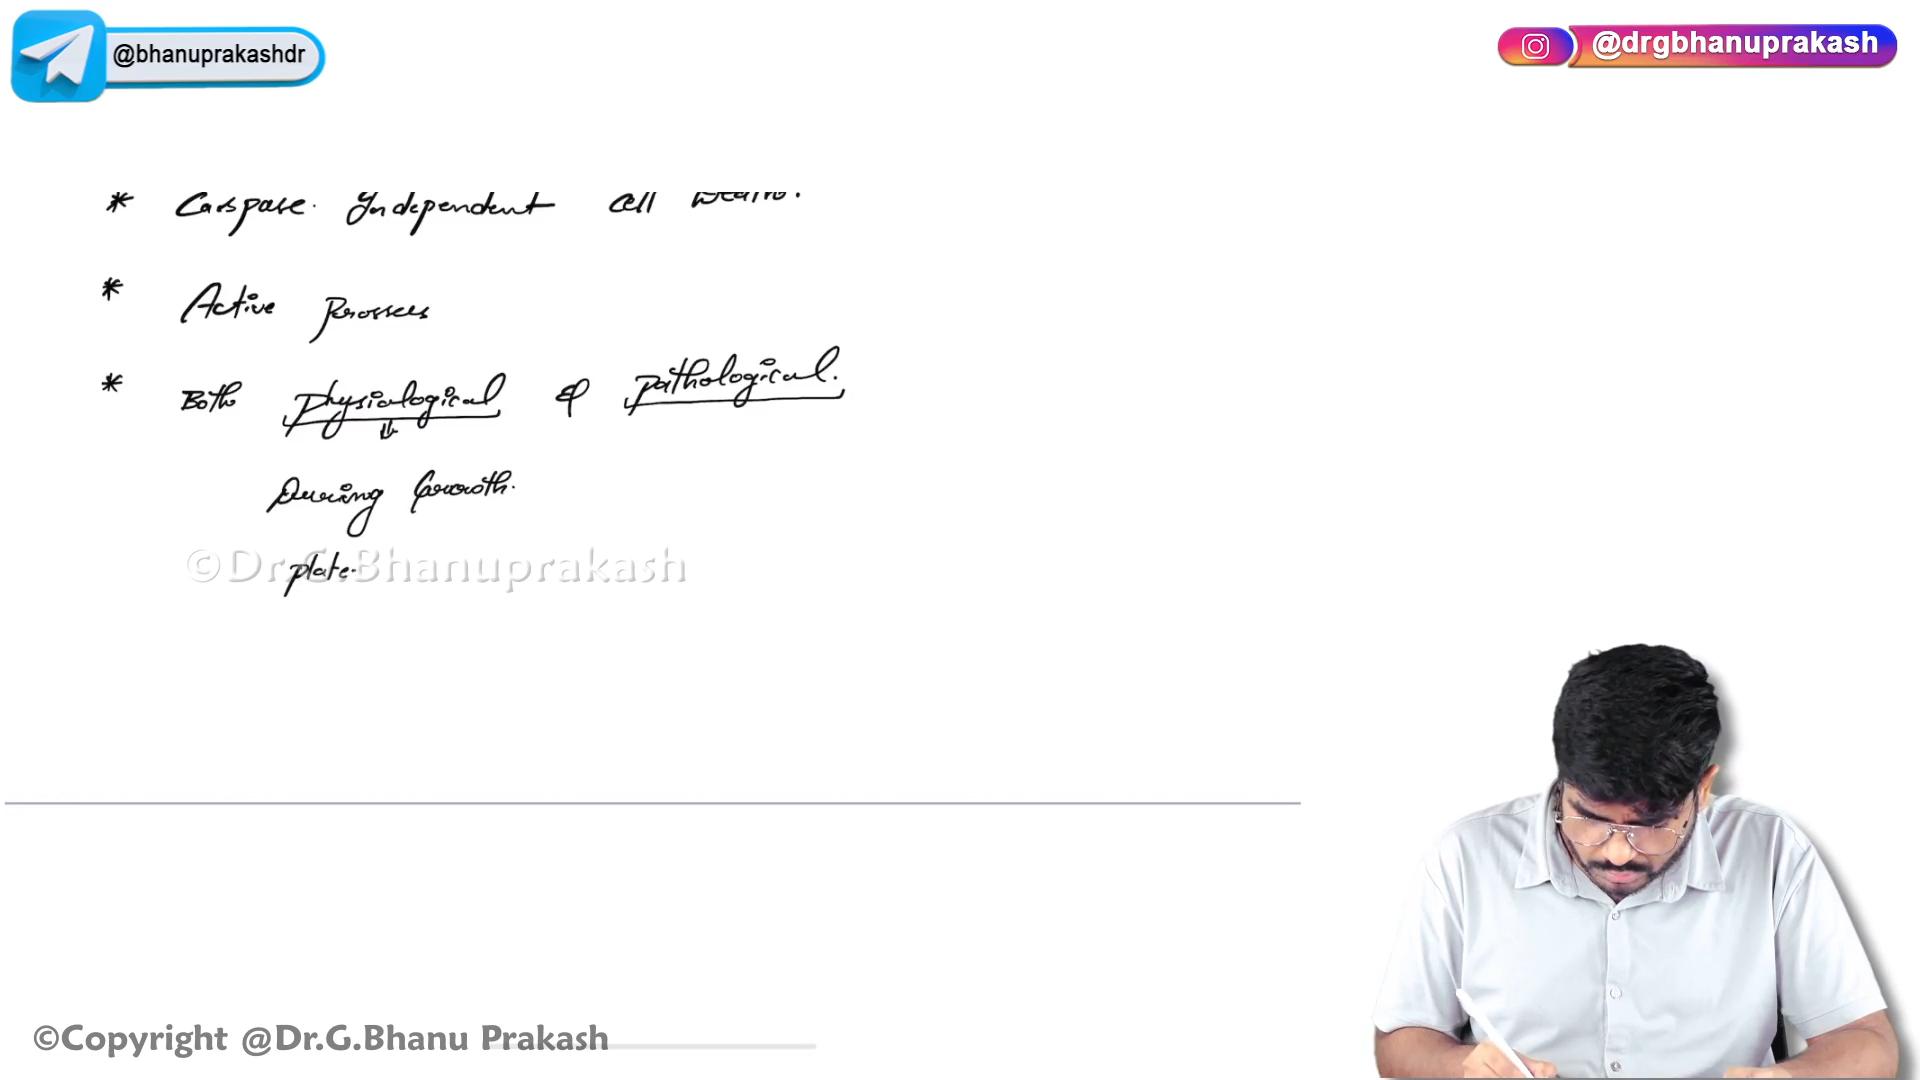 @bhanuprakashdr
@drgbhanuprakash
* Caspase Independent cell Death.
* Active Process
* Both physiological & pathological.
During Growth
plate.
©Dr.G.Bhanuprakash
©Copyright @Dr.G.Bhanu Prakash